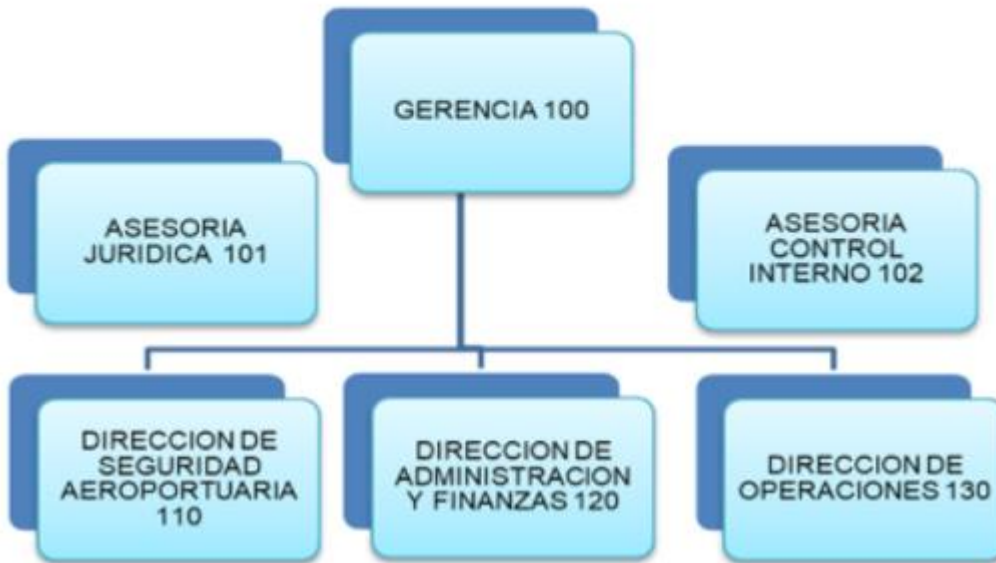 GERENCIA 100
ASESORIA
JURIDICA 101
ASESORIA
CONTROL
INTERNO 102
DIRECCION DE
SEGURIDAD
AEROPORTUARIA
110
DIRECCION DE
ADMINISTRACION
Y FINANZAS 120
DIRECCION DE
OPERACIONES 130